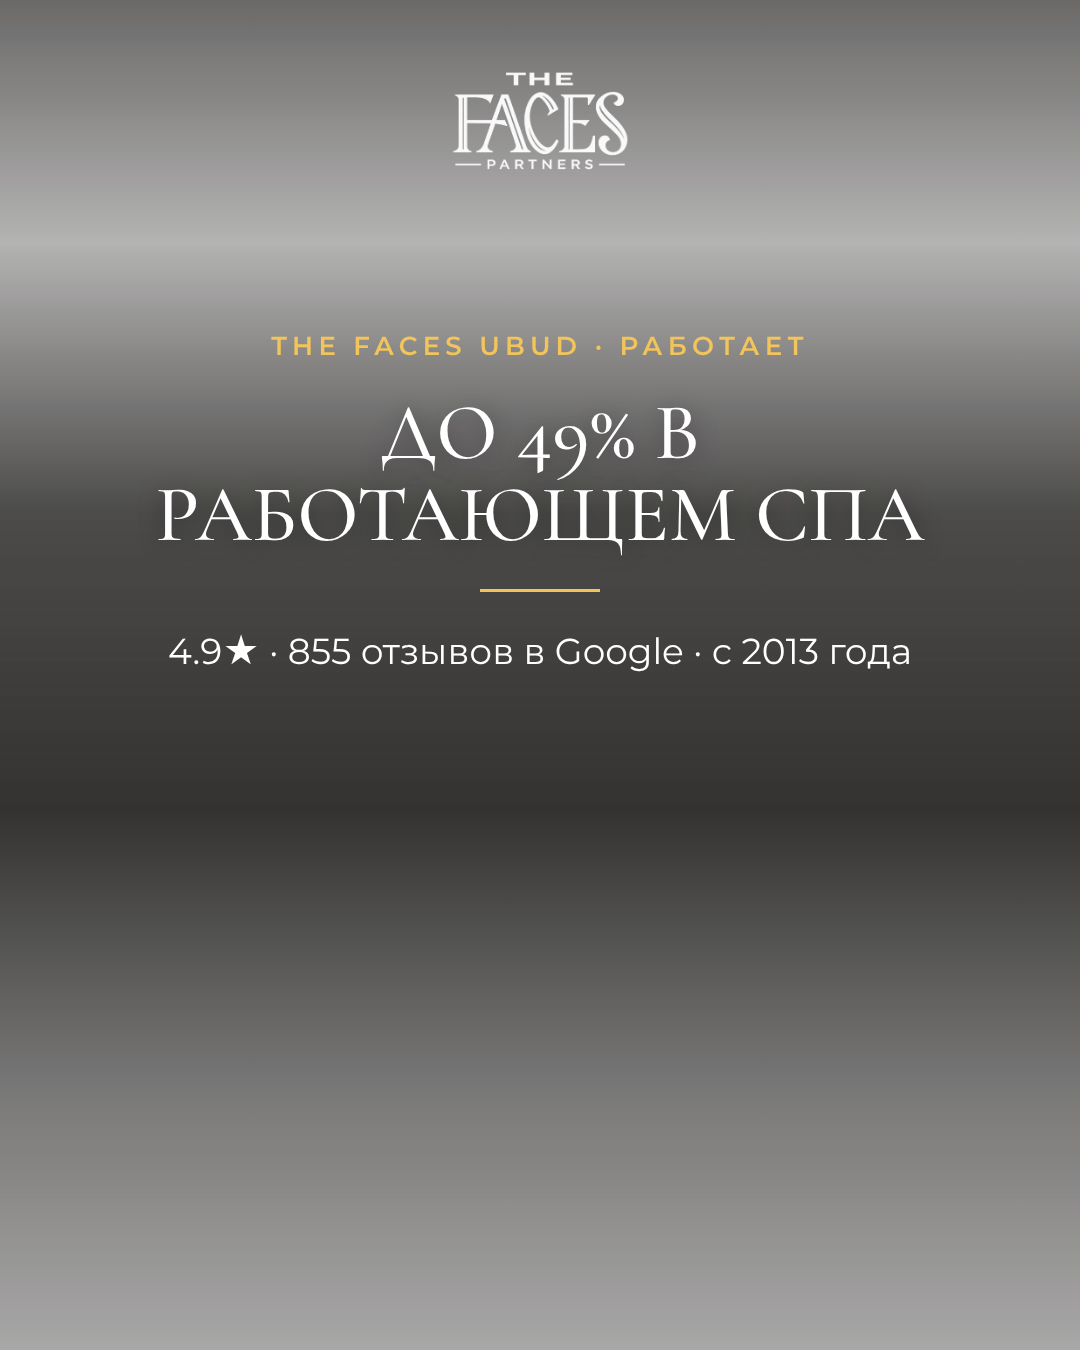 THE
FACES
PARTNERS
THE FACES UBUD · РАБОТАЕТ
ДО 49% В
РАБОТАЮЩЕМ СПА
4.9★ · 855 отзывов в Google · с 2013 года